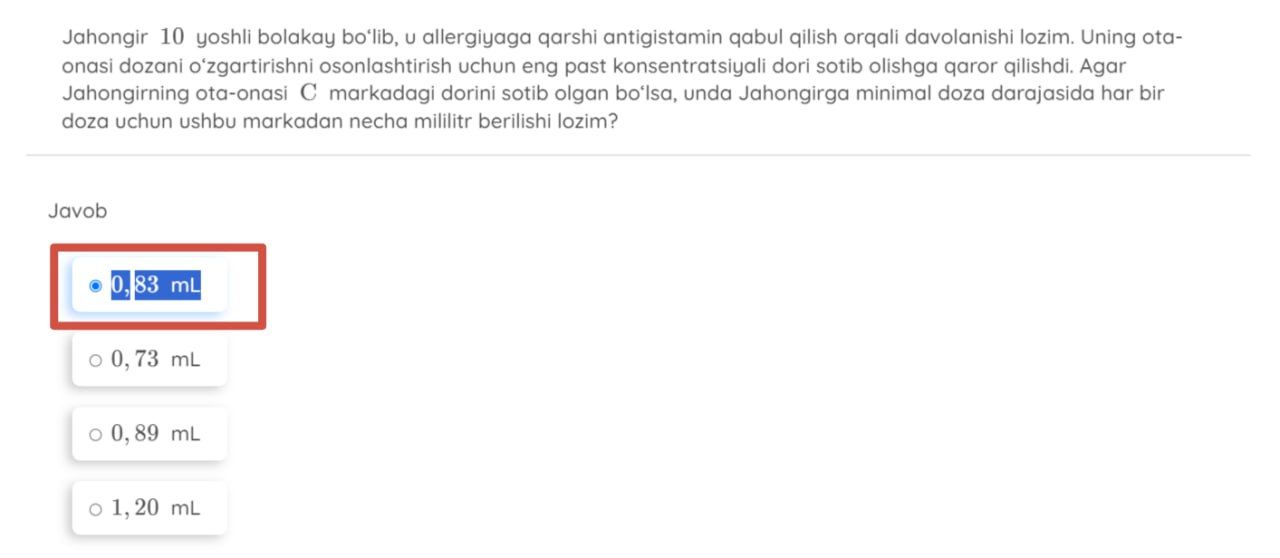 Jahongir 10 yoshli bolakay bo‘lib, u allergiyaga qarshi antigistamin qabul qilish orqali davolanishi lozim. Uning ota-
onasi dozani o‘zgartirishni osonlashtirish uchun eng past konsentratsiyali dori sotib olishga qaror qilishdi. Agar
Jahongirning ota-onasi C markadagi dorini sotib olgan bo‘lsa, unda Jahongirga minimal doza darajasida har bir
doza uchun ushbu markadan necha mililitr berilishi lozim?
Javob
0, 83 mL
0, 73 mL
0, 89 mL
1, 20 mL